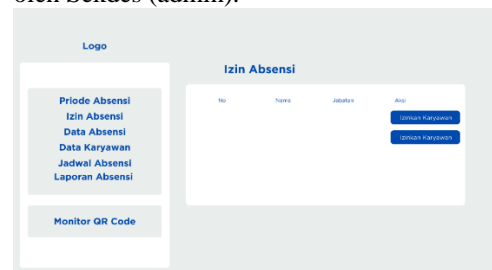 oleh Sekdes (admin).
Logo
Izin Absensi
Priode Absensi
Izin Absensi
Data Absensi
Data Karyawan
Jadwal Absensi
Laporan Absensi
Monitor QR Code
No Nama Jabatan Aksi
Izinkan Karyawan
Izinkan Karyawan